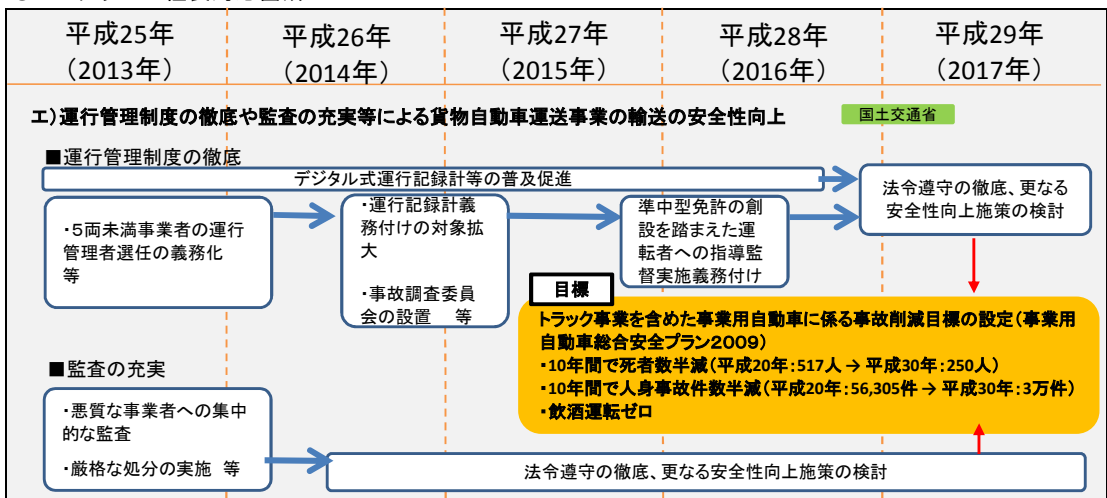 平成25年
（2013年）
平成26年
（2014年）
平成27年
（2015年）
平成28年
（2016年）
平成29年
（2017年）
エ）運行管理制度の徹底や監査の充実等による貨物自動車運送事業の輸送の安全性向上
国土交通省
■運行管理制度の徹底
デジタル式運行記録計等の普及促進
・５両未満事業者の運行
管理者選任の義務化
等
・運行記録計義
務付けの対象拡
大
・事故調査委員
会の設置　等
準中型免許の創
設を踏まえた運
転者への指導監
督実施義務付け
法令遵守の徹底、更なる
安全性向上施策の検討
目標
トラック事業を含めた事業用自動車に係る事故削減目標の設定（事業用
自動車総合安全プラン２００９）
・10年間で死者数半減（平成20年：517人 → 平成30年：250人）
・10年間で人身事故件数半減（平成20年：56,305件 → 平成30年：3万件）
・飲酒運転ゼロ
■監査の充実
・悪質な事業者への集中
的な監査
・厳格な処分の実施　等
法令遵守の徹底、更なる安全性向上施策の検討